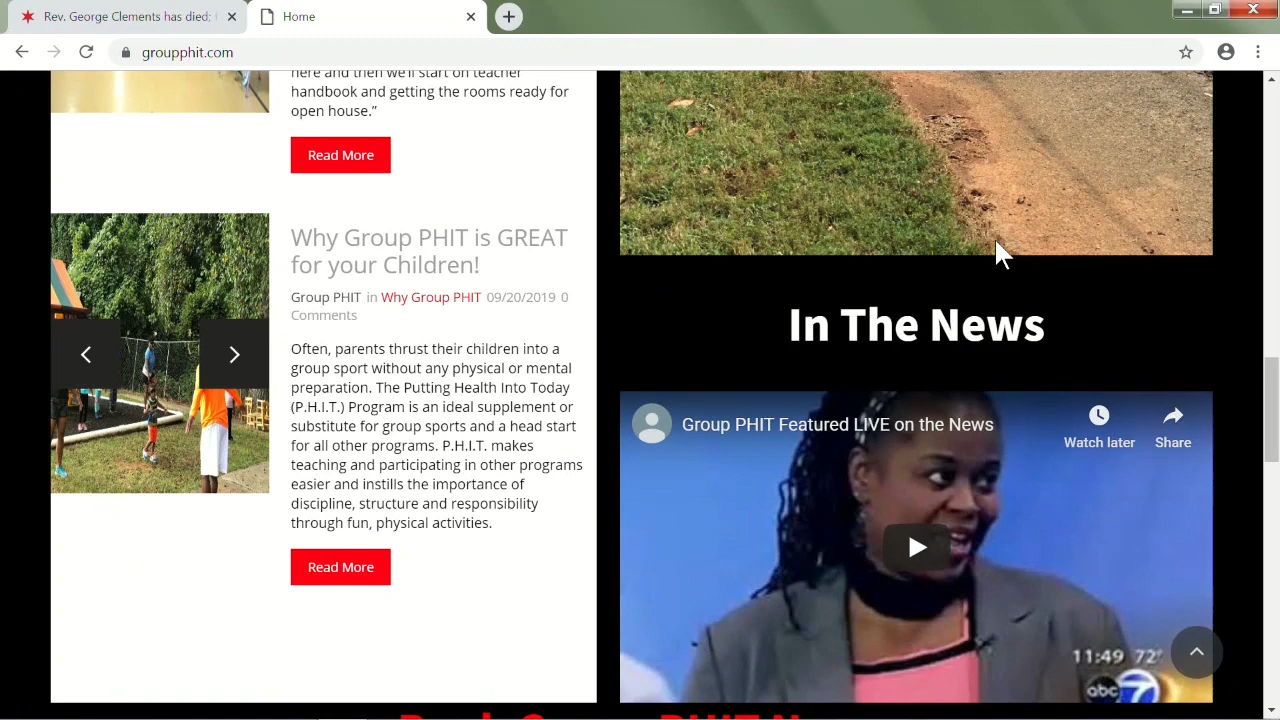 Rev. George Clements has died:
Home
groupphit.com
here and then we'll start on teacher
handbook and getting the rooms ready for
open house.”
Read More
Why Group PHIT is GREAT
for your Children!
Group PHIT in Why Group PHIT 09/20/2019 0
Comments
Often, parents thrust their children into a
group sport without any physical or mental
preparation. The Putting Health Into Today
(P.H.I.T.) Program is an ideal supplement or
substitute for group sports and a head start
for all other programs. P.H.I.T. makes
teaching and participating in other programs
easier and instills the importance of
discipline, structure and responsibility
through fun, physical activities.
Read More
In The News
Group PHIT Featured LIVE on the News
Watch later
Share
11:49 72°
abc 7